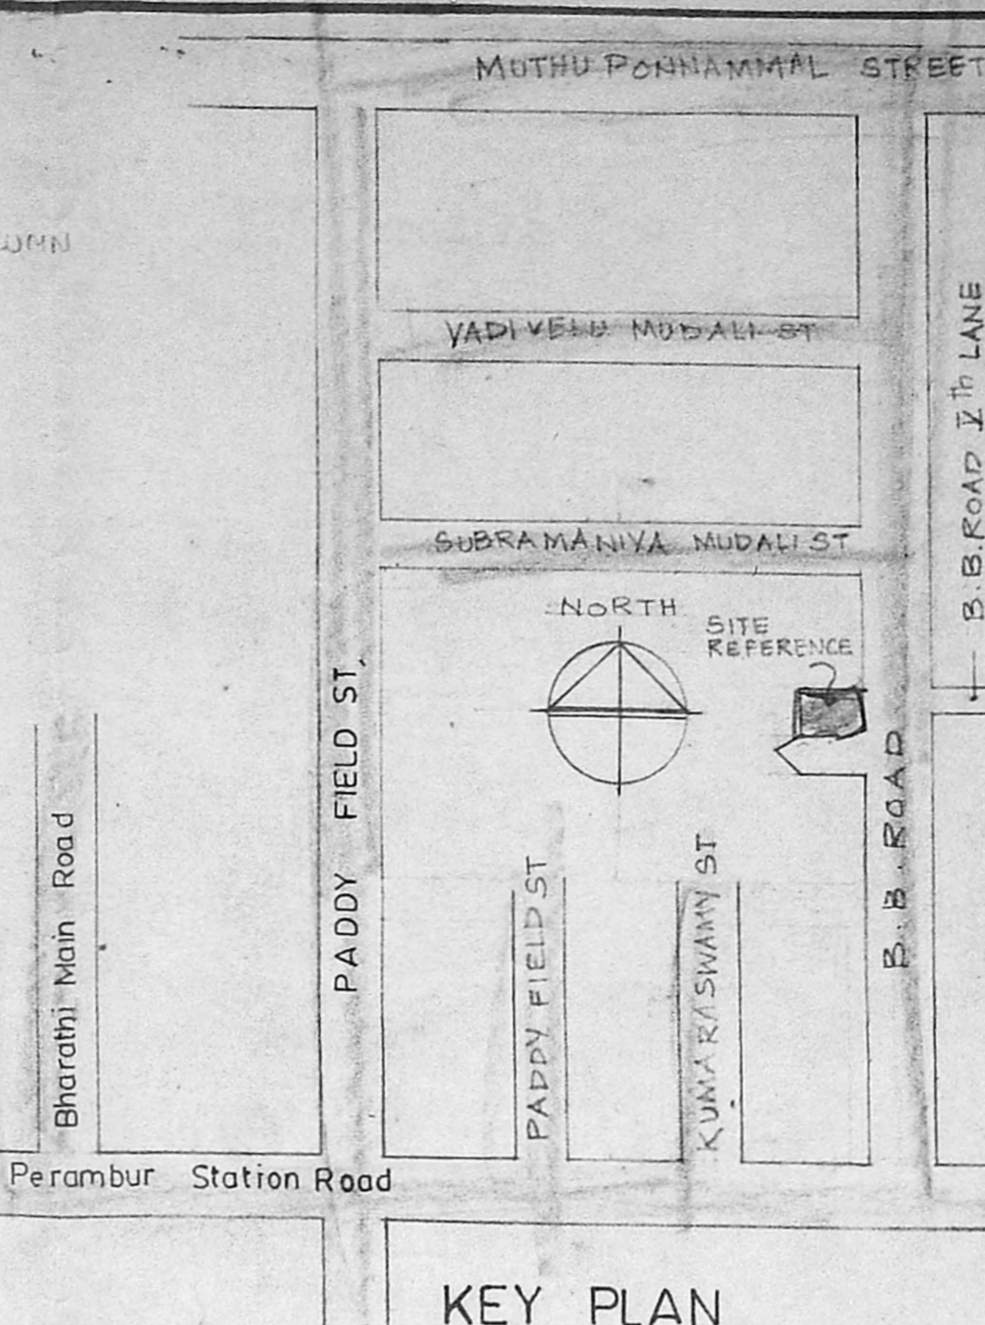 MUTHU PONNAMMAL STREET
VADIVELU MUDALI ST
B.B.ROAD Vth LANE
SUBRAMANIYA MUDALI ST
NORTH
SITE
REFERENCE
PADDY FIELD ST.
B.B.ROAD
Bharathi Main Road
PADDY FIELD ST
KUMARASWAMY ST
Perambur Station Road
KEY PLAN